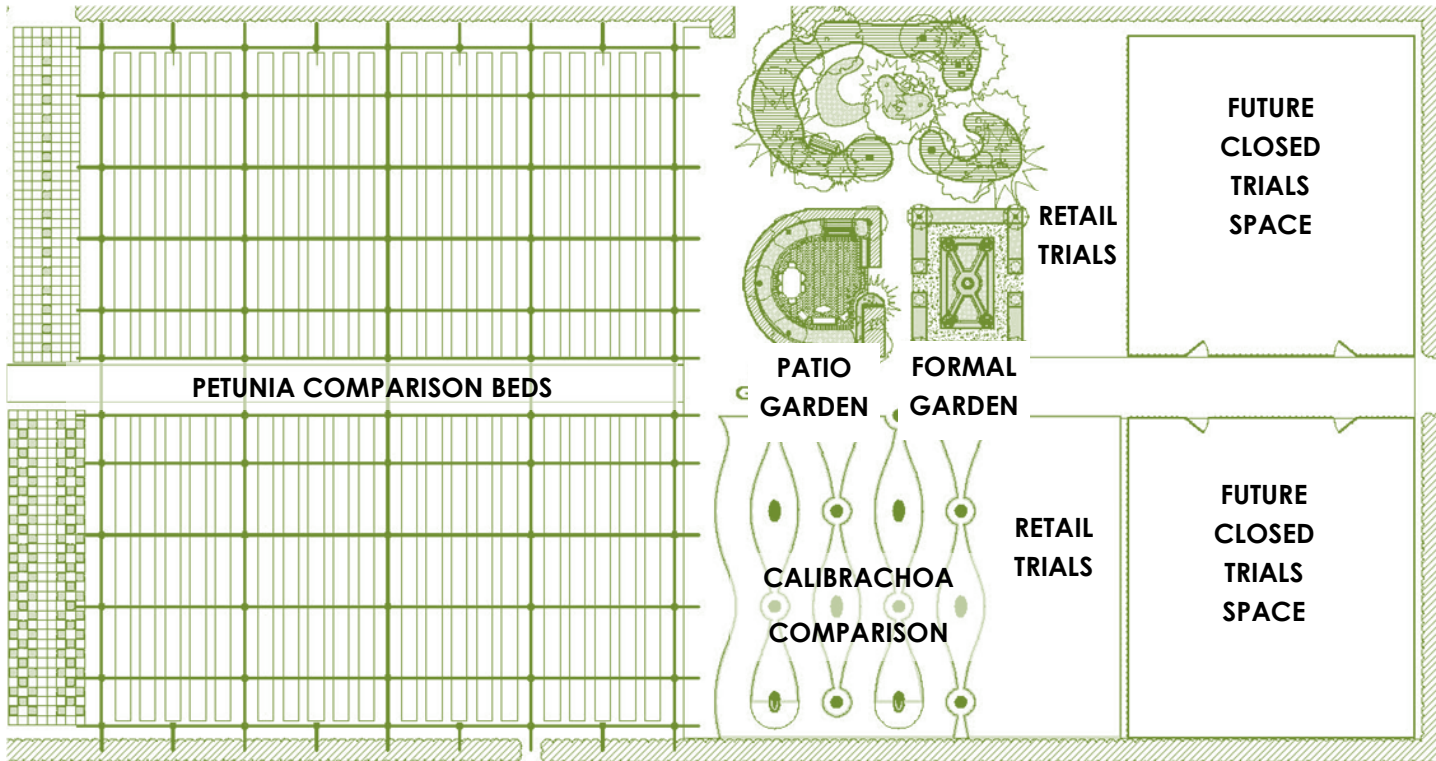 FUTURE
CLOSED
TRIALS
SPACE
RETAIL
TRIALS
PETUNIA COMPARISON BEDS
PATIO
GARDEN
FORMAL
GARDEN
CALIBRACHOA
COMPARISON
RETAIL
TRIALS
FUTURE
CLOSED
TRIALS
SPACE